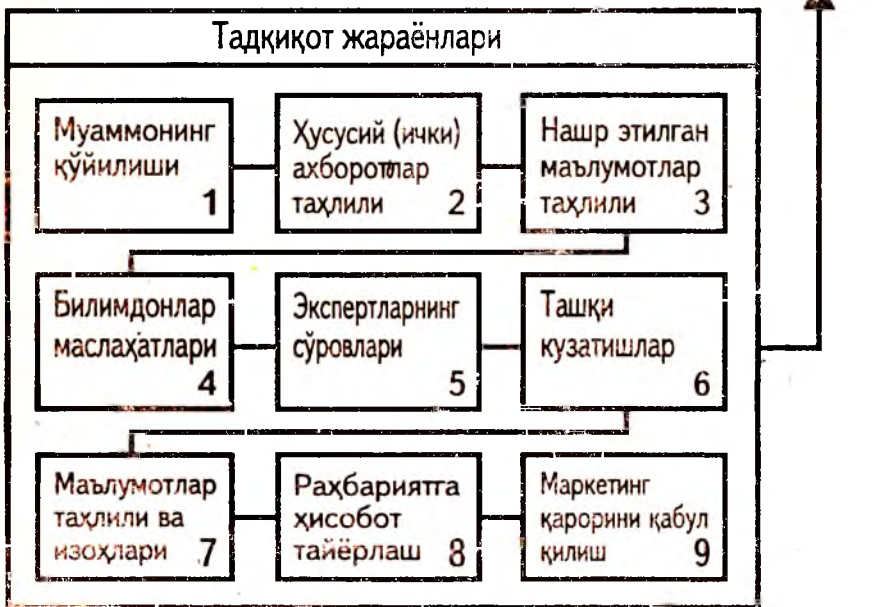 Тадқиқот жараёнлари
Муаммонинг
қўйилиши
1
Ҳусусий (ички)
ахборотлар
таҳлили 2
Нашр этилган
маълумотлар
таҳлили 3
Билимдонлар
маслаҳатлари
4
Экспертларнинг
сўровлари
5
Ташқи
кузатишлар
6
Маълумотлар
таҳлили ва
изоҳлари 7
Раҳбариятга
ҳисобот
тайёрлаш 8
Маркетинг
қарорини қабул
қилиш 9